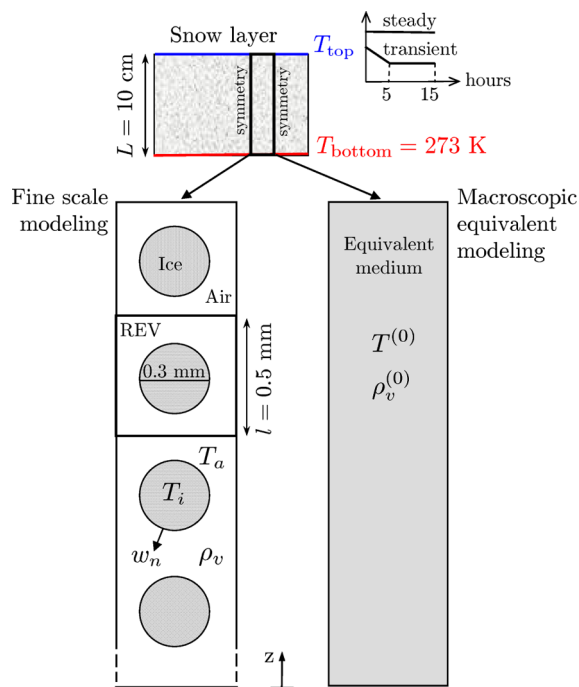 Snow layer
T_top
steady
transient
hours
5 15
L = 10 cm
symmetry
symmetry
T_bottom = 273 K
Fine scale
modeling
Macroscopic
equivalent
modeling
Ice
Air
REV
0.3 mm
l = 0.5 mm
T_a
T_i
w_n
ρ_v
z
Equivalent
medium
T^(0)
ρ_v^(0)